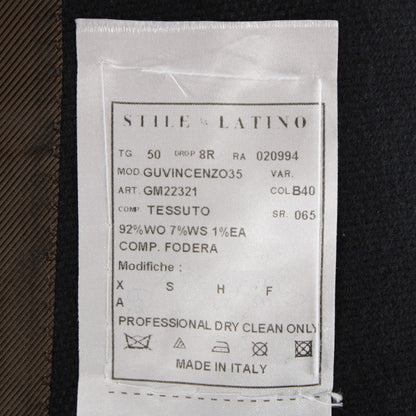 STILE LATINO
TG 50 DROP 8R RA 020994
MOD. GUVINCENZO35 VAR.
ART. GM22321 COL B40
COMP. TESSUTO SR. 065
92%WO 7%WS 1%EA
COMP. FODERA
Modifiche :
X S H F
A
PROFESSIONAL DRY CLEAN ONLY
MADE IN ITALY